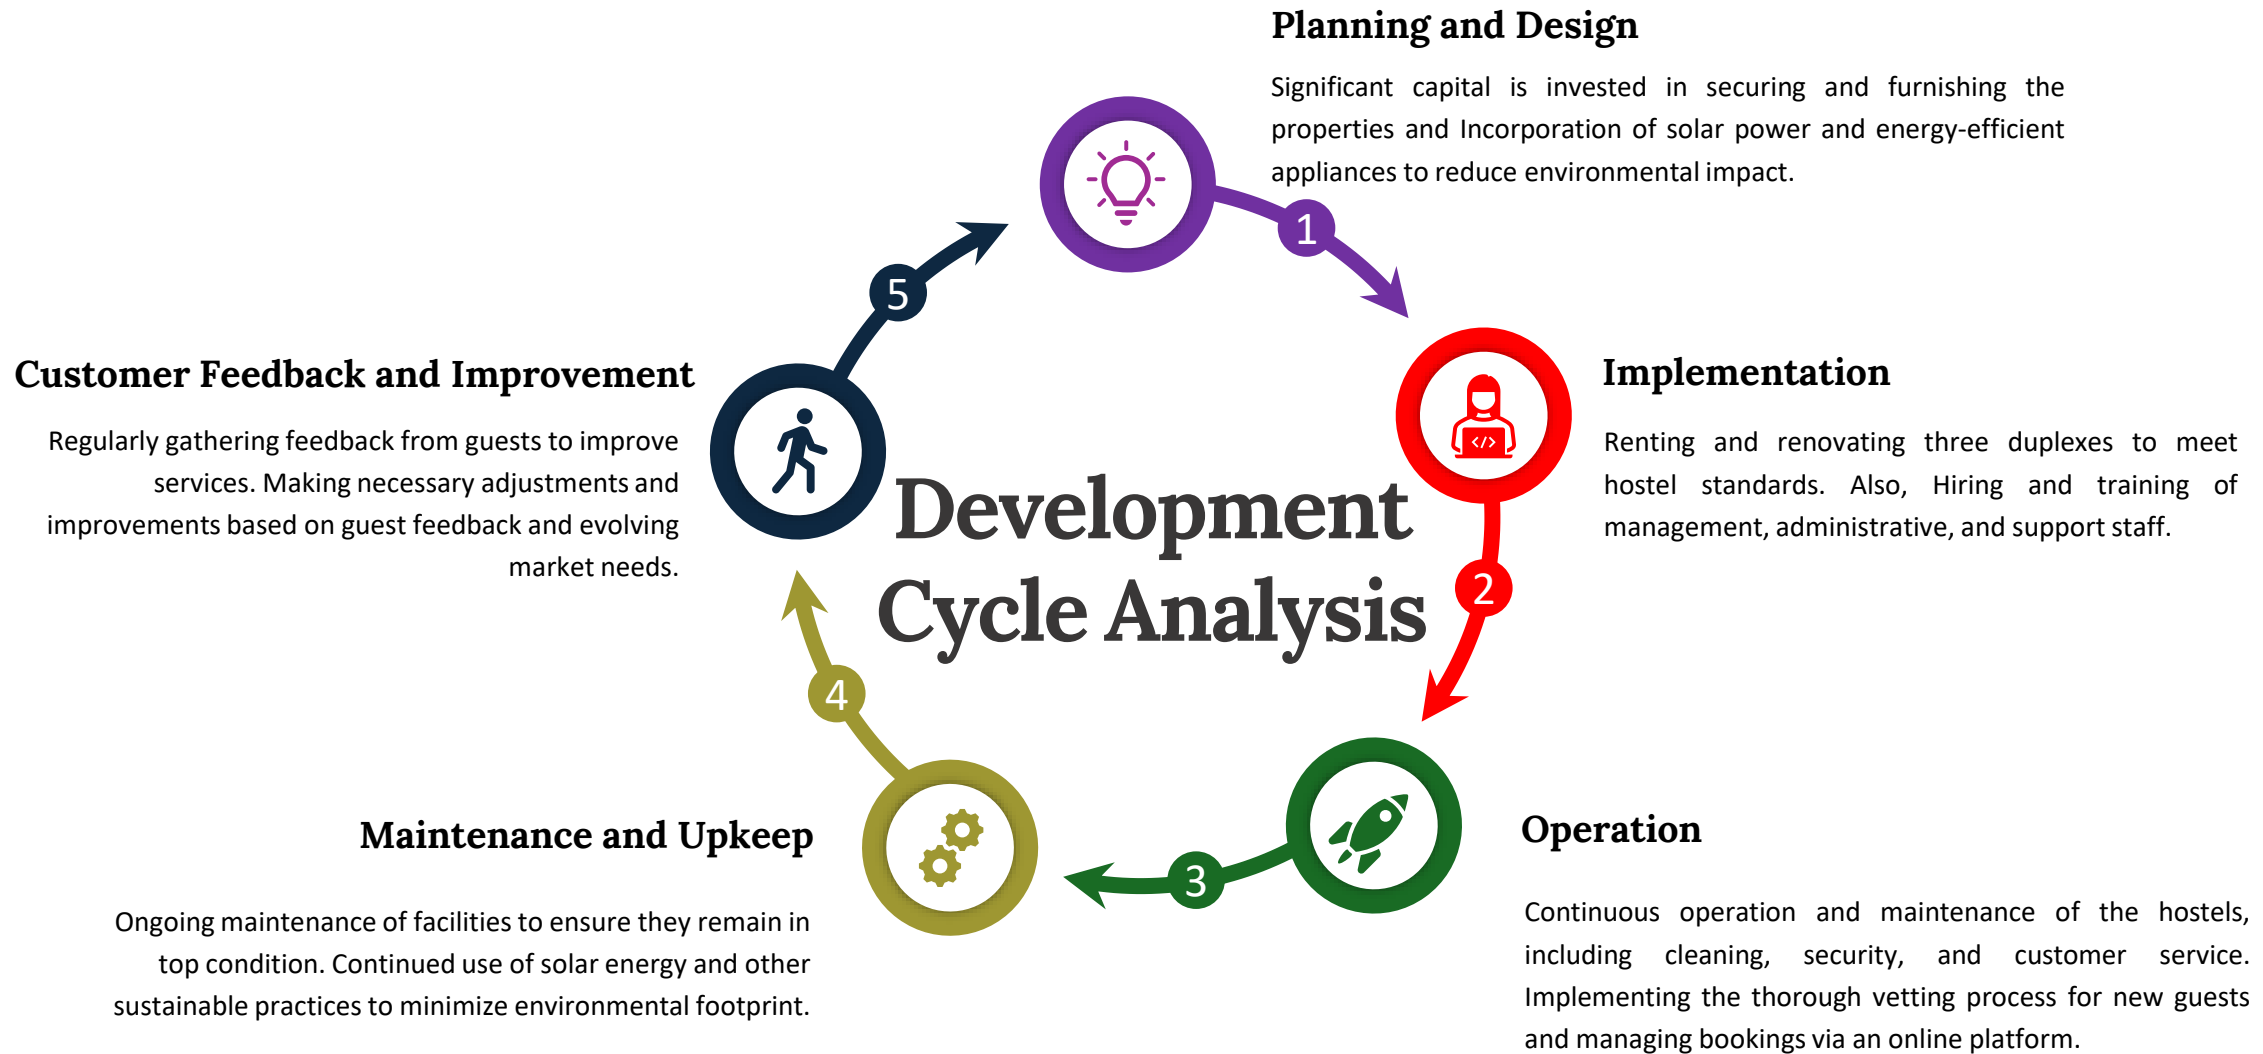 Planning and Design
Significant capital is invested in securing and furnishing the
properties and Incorporation of solar power and energy-efficient
appliances to reduce environmental impact.
1
Implementation
Renting and renovating three duplexes to meet
hostel standards. Also, Hiring and training of
management, administrative, and support staff.
</>
2
Operation
Continuous operation and maintenance of the hostels,
including cleaning, security, and customer service.
Implementing the thorough vetting process for new guests
and managing bookings via an online platform.
3
Maintenance and Upkeep
Ongoing maintenance of facilities to ensure they remain in
top condition. Continued use of solar energy and other
sustainable practices to minimize environmental footprint.
4
Customer Feedback and Improvement
Regularly gathering feedback from guests to improve
services. Making necessary adjustments and
improvements based on guest feedback and evolving
market needs.
5
Development
Cycle Analysis